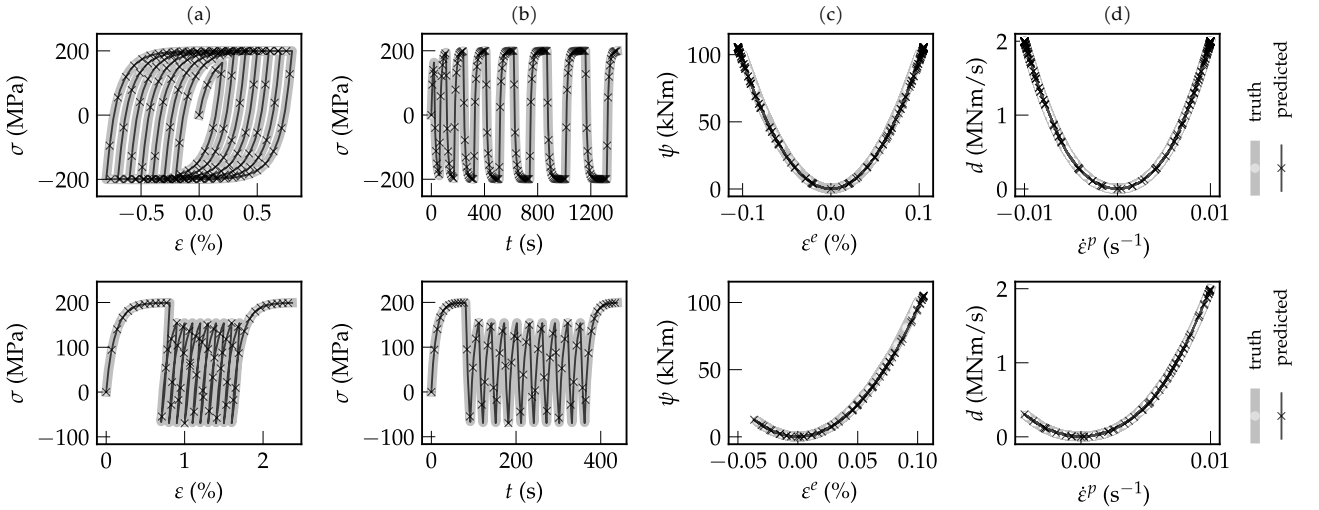 (a)
(b)
(c)
(d)
200
0
−200
σ (MPa)
−0.5
0.0
0.5
ε (%)
200
0
−200
σ (MPa)
0
400
800
1200
t (s)
100
50
0
ψ (kNm)
−0.1
0.0
0.1
εᵉ (%)
2
1
0
d (MNm/s)
−0.01
0.00
0.01
ε̇ᵖ (s⁻¹)
truth
predicted
200
100
0
−100
σ (MPa)
0
1
2
ε (%)
200
100
0
−100
σ (MPa)
0
200
400
t (s)
100
50
0
ψ (kNm)
−0.05
0.00
0.05
0.10
εᵉ (%)
2
1
0
d (MNm/s)
0.00
0.01
ε̇ᵖ (s⁻¹)
truth
predicted